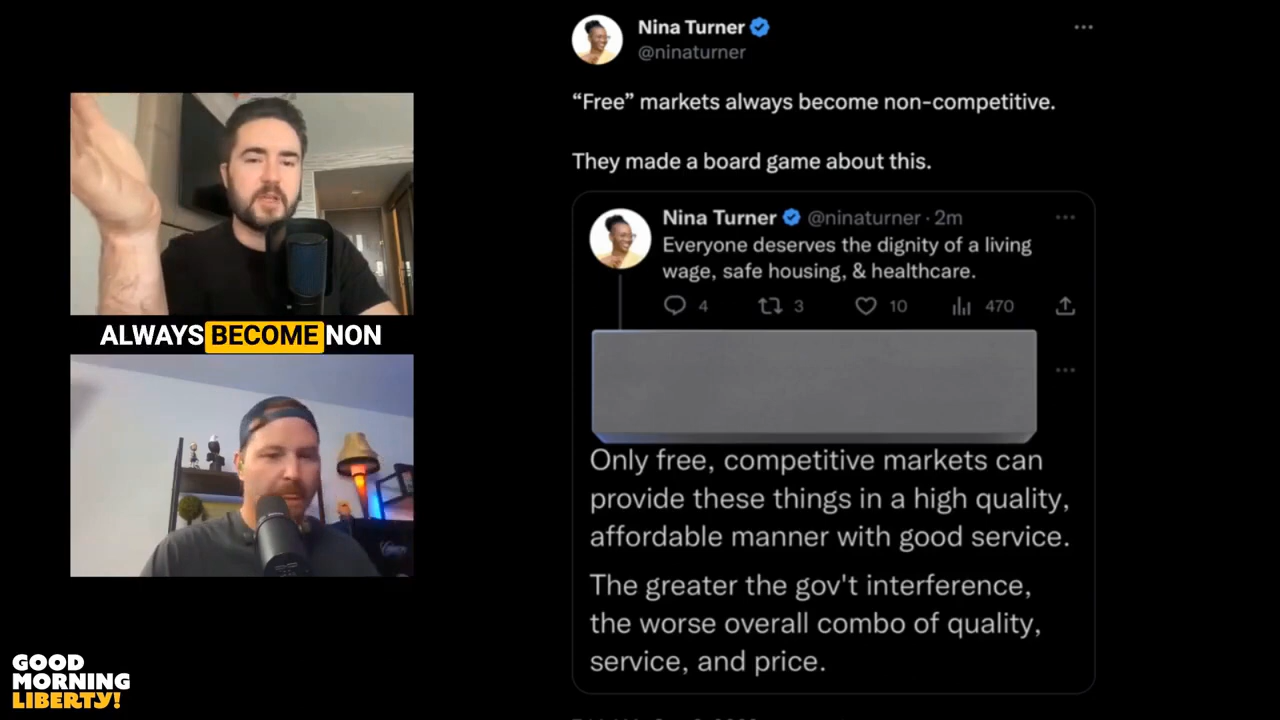 Nina Turner
@ninaturner
“Free” markets always become non-competitive.
They made a board game about this.
Nina Turner @ninaturner · 2m
Everyone deserves the dignity of a living
wage, safe housing, & healthcare.
4 3 10 470
Only free, competitive markets can
provide these things in a high quality,
affordable manner with good service.
The greater the gov't interference,
the worse overall combo of quality,
service, and price.
ALWAYS BECOME NON
GOOD
MORNING
LIBERTY!